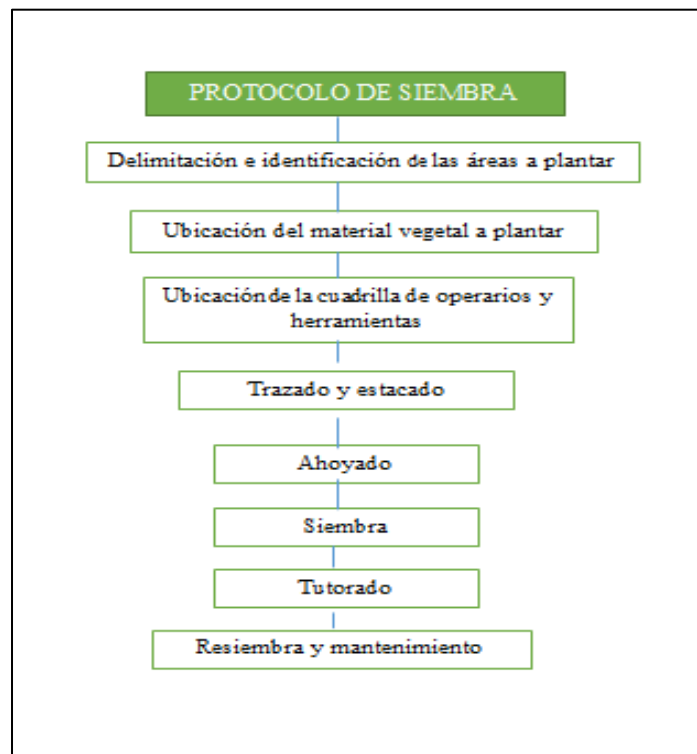 PROTOCOLO DE SIEMBRA
Delimitación e identificación de las áreas a plantar
Ubicación del material vegetal a plantar
Ubicación de la cuadrilla de operarios y
herramientas
Trazado y estacado
Ahoyado
Siembra
Tutorado
Resiembra y mantenimiento